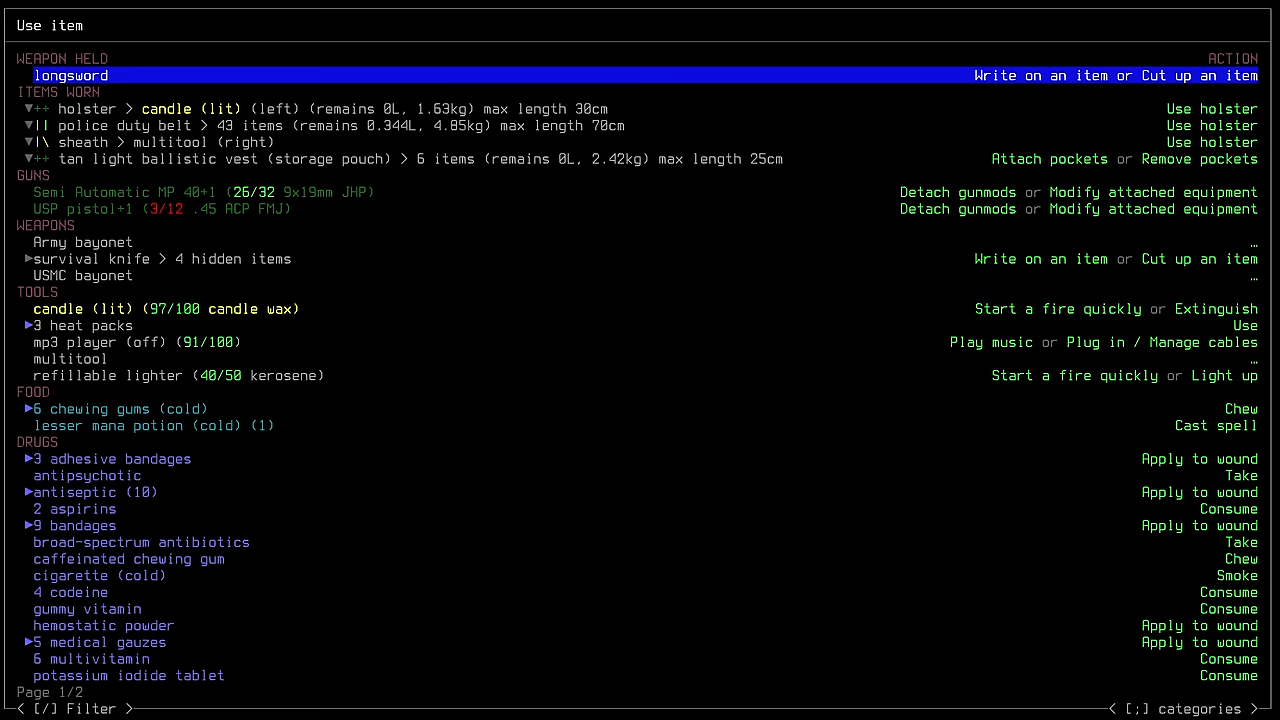 Use item
WEAPON HELD ACTION
longsword Write on an item or Cut up an item
ITEMS WORN
▼++ holster > candle (lit) (left) (remains 0L, 1.63kg) max length 30cm Use holster
▼|| police duty belt > 43 items (remains 0.344L, 4.85kg) max length 70cm Use holster
▼|\ sheath > multitool (right) Use holster
▼++ tan light ballistic vest (storage pouch) > 6 items (remains 0L, 2.42kg) max length 25cm Attach pockets or Remove pockets
GUNS
Semi Automatic MP 40+1 (26/32 9x19mm JHP) Detach gunmods or Modify attached equipment
USP pistol+1 (3/12 .45 ACP FMJ) Detach gunmods or Modify attached equipment
WEAPONS
Army bayonet …
▶survival knife > 4 hidden items Write on an item or Cut up an item
USMC bayonet …
TOOLS
candle (lit) (97/100 candle wax) Start a fire quickly or Extinguish
▶3 heat packs Use
mp3 player (off) (91/100) Play music or Plug in / Manage cables
multitool …
refillable lighter (40/50 kerosene) Start a fire quickly or Light up
FOOD
▶6 chewing gums (cold) Chew
lesser mana potion (cold) (1) Cast spell
DRUGS
▶3 adhesive bandages Apply to wound
antipsychotic Take
▶antiseptic (10) Apply to wound
2 aspirins Consume
▶9 bandages Apply to wound
broad-spectrum antibiotics Take
caffeinated chewing gum Chew
cigarette (cold) Smoke
4 codeine Consume
gummy vitamin Consume
hemostatic powder Apply to wound
▶5 medical gauzes Apply to wound
6 multivitamin Consume
potassium iodide tablet Consume
Page 1/2
< [/] Filter > < [;] categories >